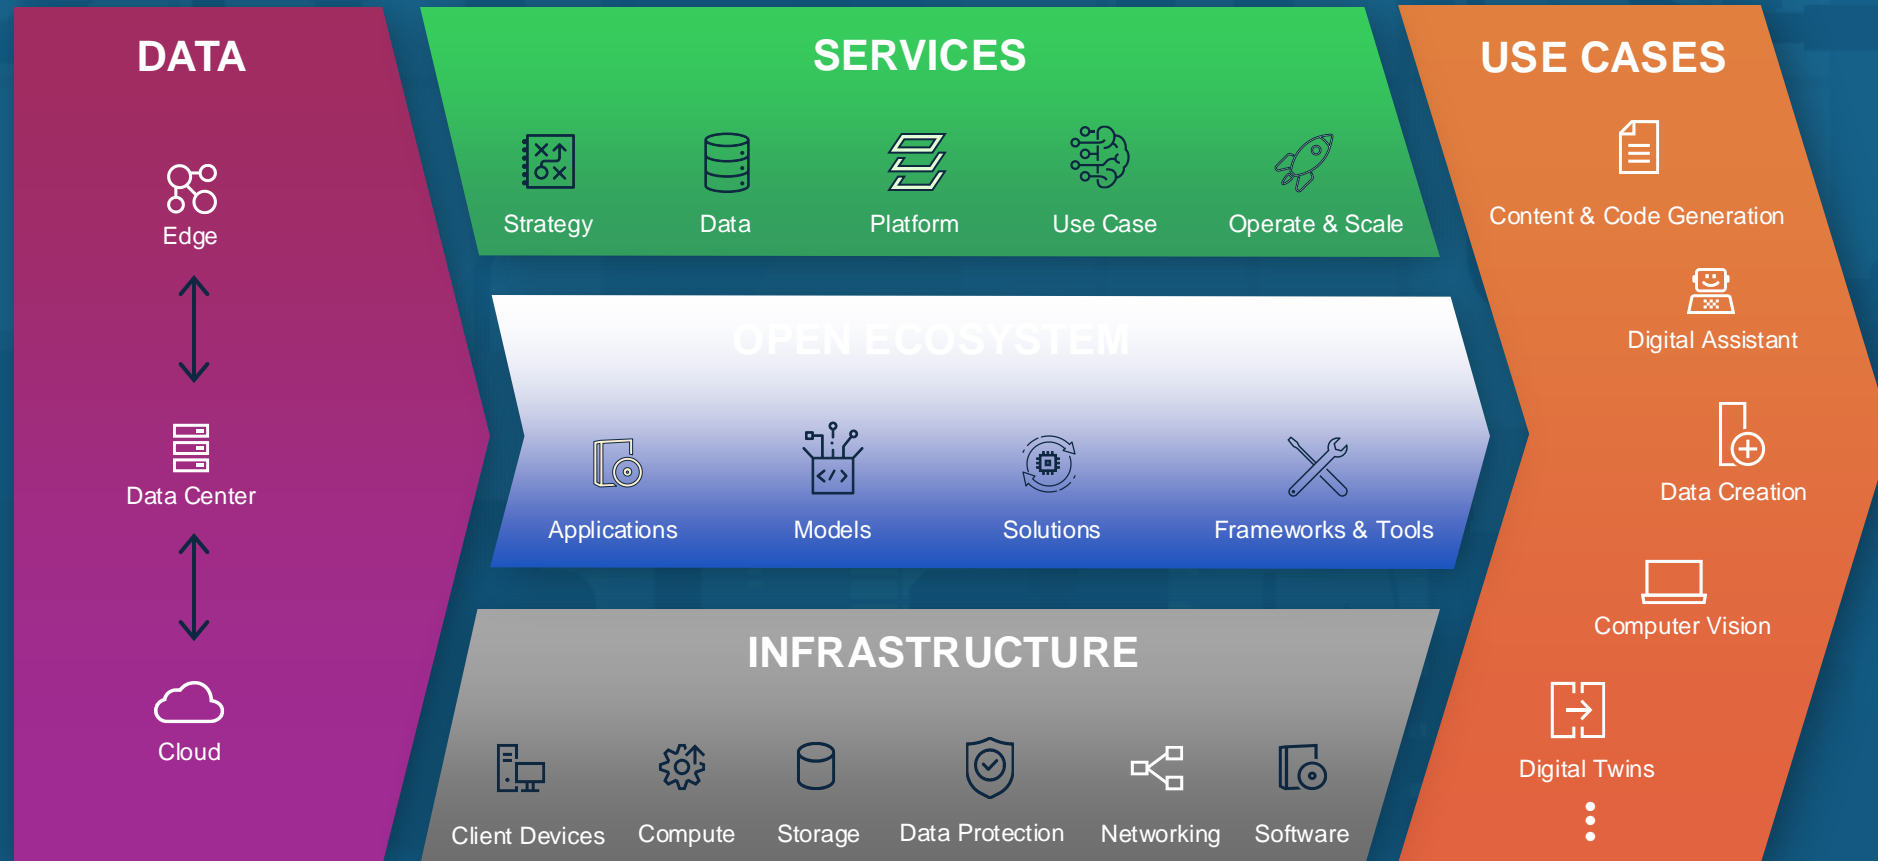 DATA
Edge
Data Center
Cloud
SERVICES
Strategy
Data
Platform
Use Case
Operate & Scale
OPEN ECOSYSTEM
Applications
Models
Solutions
Frameworks & Tools
INFRASTRUCTURE
Client Devices
Compute
Storage
Data Protection
Networking
Software
USE CASES
Content & Code Generation
Digital Assistant
Data Creation
Computer Vision
Digital Twins